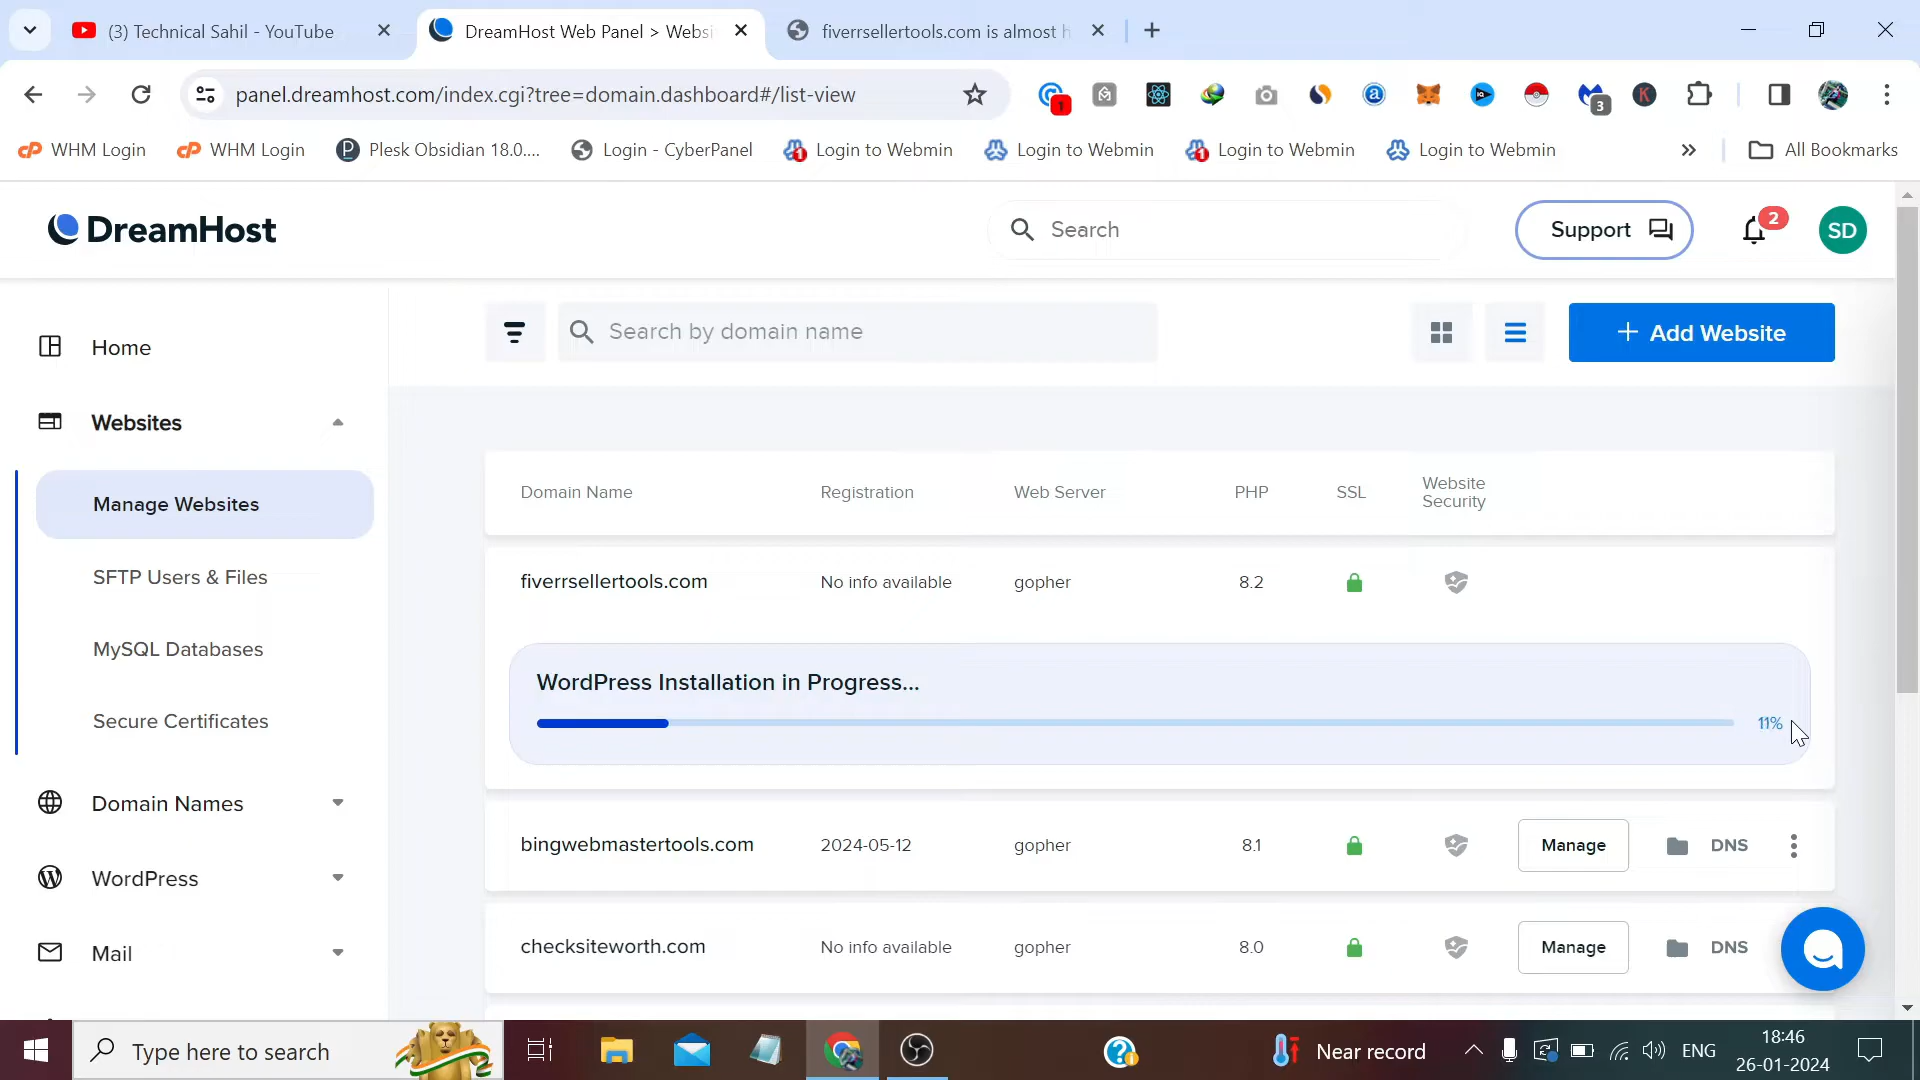 (3) Technical Sahil - YouTube
DreamHost Web Panel > Websi
fiverrsellertools.com is almost h
panel.dreamhost.com/index.cgi?tree=domain.dashboard#/list-view
1
3
WHM Login
WHM Login
Plesk Obsidian 18.0....
Login - CyberPanel
Login to Webmin
Login to Webmin
Login to Webmin
Login to Webmin
All Bookmarks
DreamHost
Search
Support
2
SD
Home
Websites
Manage Websites
SFTP Users & Files
MySQL Databases
Secure Certificates
Domain Names
WordPress
Mail
Search by domain name
+ Add Website
Domain Name
Registration
Web Server
PHP
SSL
Website
Security
fiverrsellertools.com
No info available
gopher
8.2
WordPress Installation in Progress...
11%
bingwebmastertools.com
2024-05-12
gopher
8.1
Manage
DNS
checksiteworth.com
No info available
gopher
8.0
Manage
DNS
Type here to search
Near record
ENG
18:46
26-01-2024